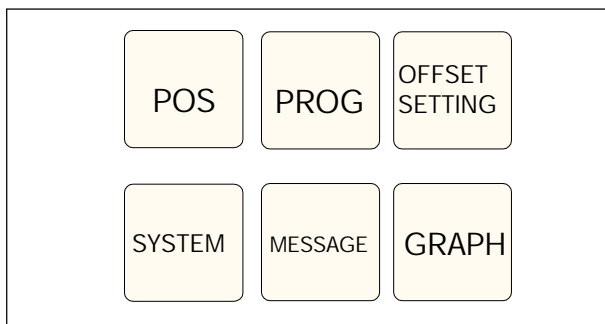 POS
PROG
OFFSET
SETTING
SYSTEM
MESSAGE
GRAPH